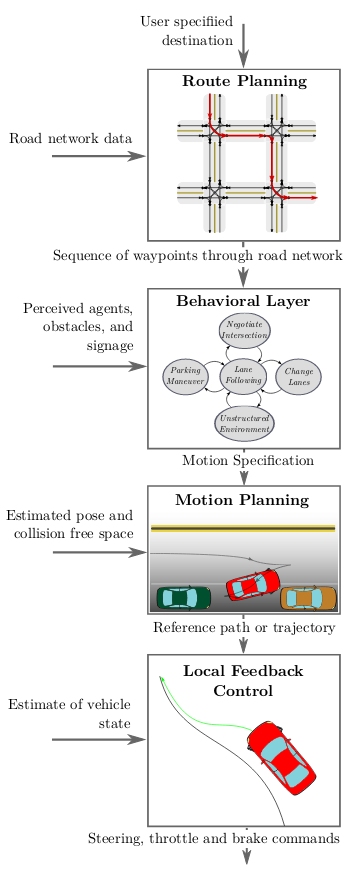 User specifiied
destination
Route Planning
Road network data
Sequence of waypoints through road network
Behavioral Layer
Perceived agents,
obstacles, and
signage
Negotiate
Intersection
Parking
Maneuver
Lane
Following
Change
Lanes
Unstructured
Environment
Motion Specification
Motion Planning
Estimated pose and
collision free space
Reference path or trajectory
Local Feedback
Control
Estimate of vehicle
state
Steering, throttle and brake commands